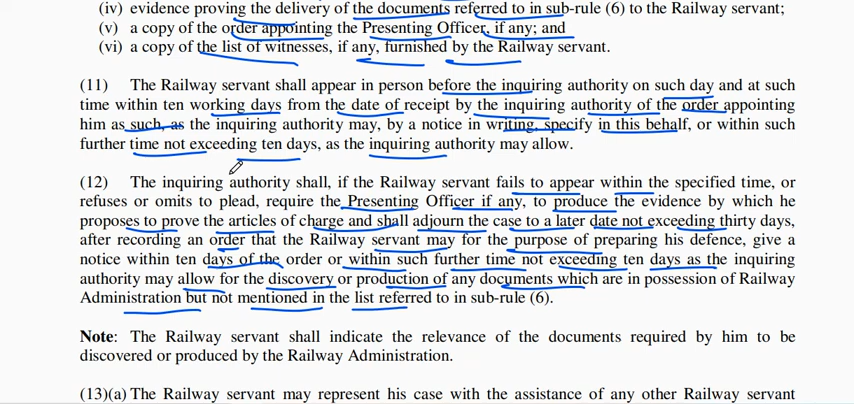 (iv) evidence proving the delivery of the documents referred to in sub-rule (6) to the Railway servant;
(v) a copy of the order appointing the Presenting Officer, if any; and
(vi) a copy of the list of witnesses, if any, furnished by the Railway servant.
(11) The Railway servant shall appear in person before the inquiring authority on such day and at such
time within ten working days from the date of receipt by the inquiring authority of the order appointing
him as such, as the inquiring authority may, by a notice in writing, specify in this behalf, or within such
further time not exceeding ten days, as the inquiring authority may allow.
(12) The inquiring authority shall, if the Railway servant fails to appear within the specified time, or
refuses or omits to plead, require the Presenting Officer if any, to produce the evidence by which he
proposes to prove the articles of charge and shall adjourn the case to a later date not exceeding thirty days,
after recording an order that the Railway servant may for the purpose of preparing his defence, give a
notice within ten days of the order or within such further time not exceeding ten days as the inquiring
authority may allow for the discovery or production of any documents which are in possession of Railway
Administration but not mentioned in the list referred to in sub-rule (6).
Note: The Railway servant shall indicate the relevance of the documents required by him to be
discovered or produced by the Railway Administration.
(13)(a) The Railway servant may represent his case with the assistance of any other Railway servant